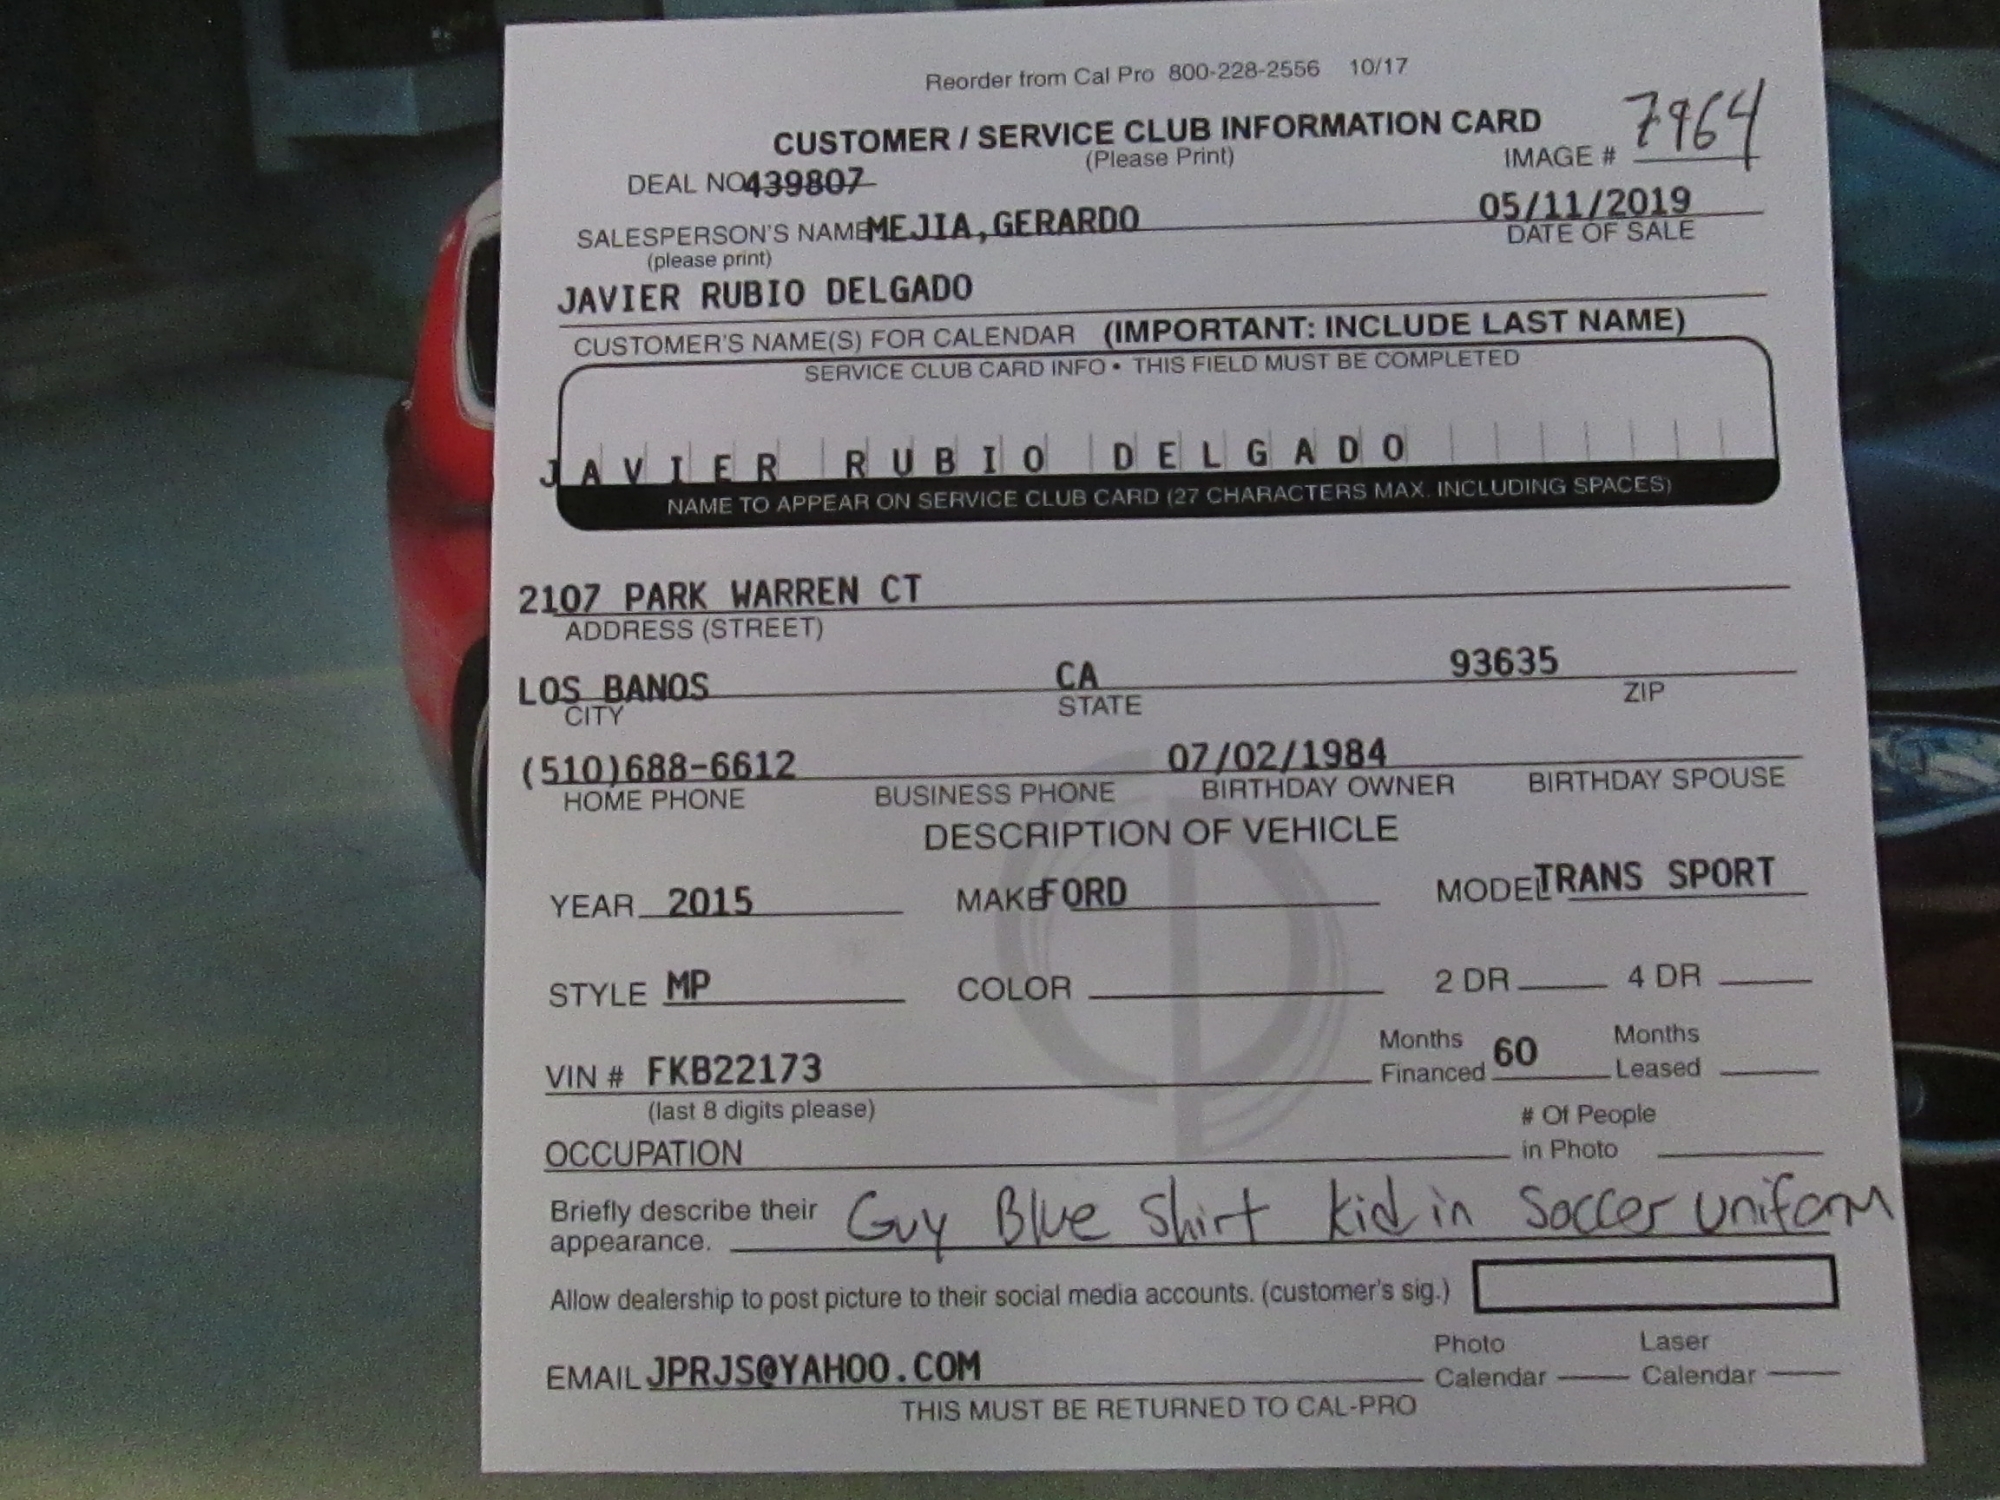 Reorder from Cal Pro 800-228-2556 10/17
CUSTOMER / SERVICE CLUB INFORMATION CARD
(Please Print)
IMAGE # 7964
DEAL NO 439807
SALESPERSON'S NAME MEJIA,GERARDO 05/11/2019
(please print) DATE OF SALE
JAVIER RUBIO DELGADO
CUSTOMER'S NAME(S) FOR CALENDAR (IMPORTANT: INCLUDE LAST NAME)
SERVICE CLUB CARD INFO • THIS FIELD MUST BE COMPLETED
JAVIER RUBIO DELGADO
NAME TO APPEAR ON SERVICE CLUB CARD (27 CHARACTERS MAX. INCLUDING SPACES)
2107 PARK WARREN CT
ADDRESS (STREET)
LOS BANOS CA 93635
CITY STATE ZIP
(510)688-6612 07/02/1984
HOME PHONE BUSINESS PHONE BIRTHDAY OWNER BIRTHDAY SPOUSE
DESCRIPTION OF VEHICLE
YEAR 2015 MAKE FORD MODEL TRANS SPORT
STYLE MP COLOR 2 DR 4 DR
VIN # FKB22173 Months Financed 60 Months Leased
(last 8 digits please)
OCCUPATION # Of People in Photo
Briefly describe their appearance. Guy Blue Shirt kid in Soccer uniform
Allow dealership to post picture to their social media accounts. (customer's sig.)
EMAIL JPRJS@YAHOO.COM Photo Calendar Laser Calendar
THIS MUST BE RETURNED TO CAL-PRO